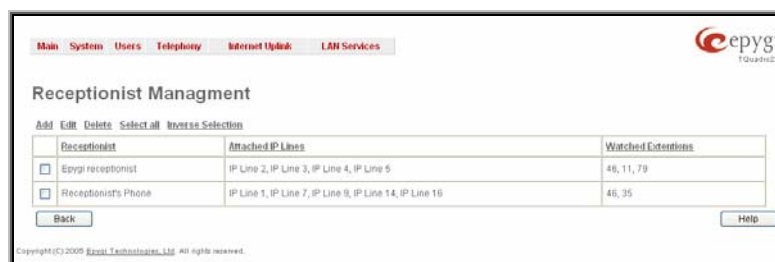 Main System Users Telephony Internet Uplink LAN Services
epygi
TQuadro2
Receptionist Managment
Add Edit Delete Select all Inverse Selection
Receptionist Attached IP Lines Watched Extentions
Epygi receptionist IP Line 2, IP Line 3, IP Line 4, IP Line 5 46, 11, 79
Receptionist's Phone IP Line 1, IP Line 7, IP Line 9, IP Line 14, IP Line 16 46, 35
Back Help
Copyright (C) 2005 Epygi Technologies, Ltd. All rights reserved.